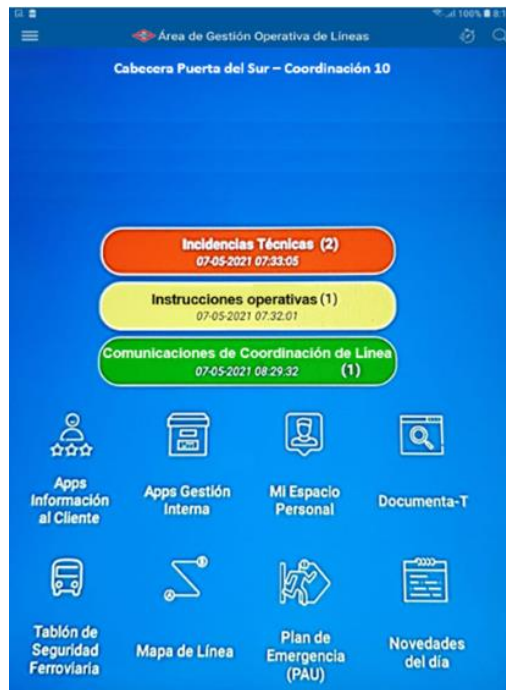 100% 8:1
Área de Gestión Operativa de Líneas
Cabecera Puerta del Sur – Coordinación 10
Incidencias Técnicas (2)
07-05-2021 07:33:05
Instrucciones operativas (1)
07-05-2021 07:32:01
Comunicaciones de Coordinación de Línea
07-05-2021 08:29:32 (1)
Apps
Información
al Cliente
Apps Gestión
Interna
Mi Espacio
Personal
Documenta-T
Tablón de
Seguridad
Ferroviaria
Mapa de Línea
Plan de
Emergencia
(PAU)
Novedades
del día